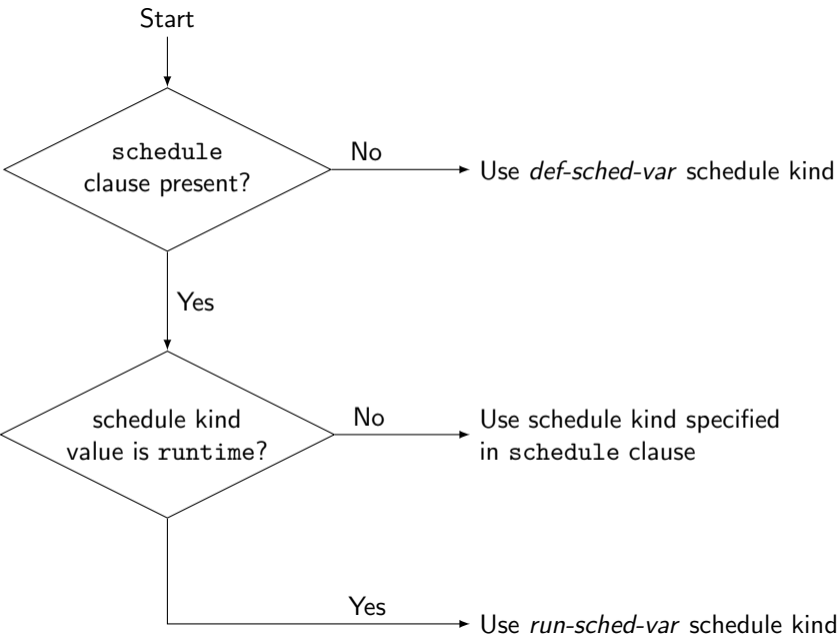 Start
schedule
clause present?
No
Use def-sched-var schedule kind
Yes
schedule kind
value is runtime?
No
Use schedule kind specified
in schedule clause
Yes
Use run-sched-var schedule kind